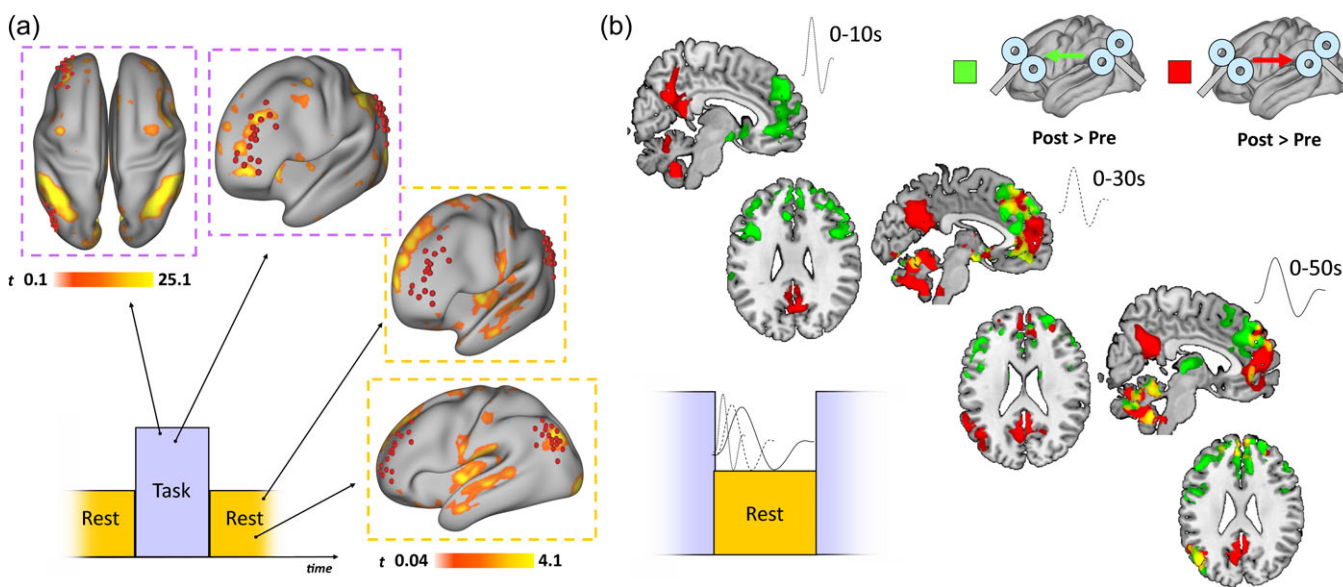 (a)
t 0.1 25.1
Rest
Task
Rest
time
t 0.04 4.1
(b)
0-10s
Post > Pre
Post > Pre
0-30s
0-50s
Rest